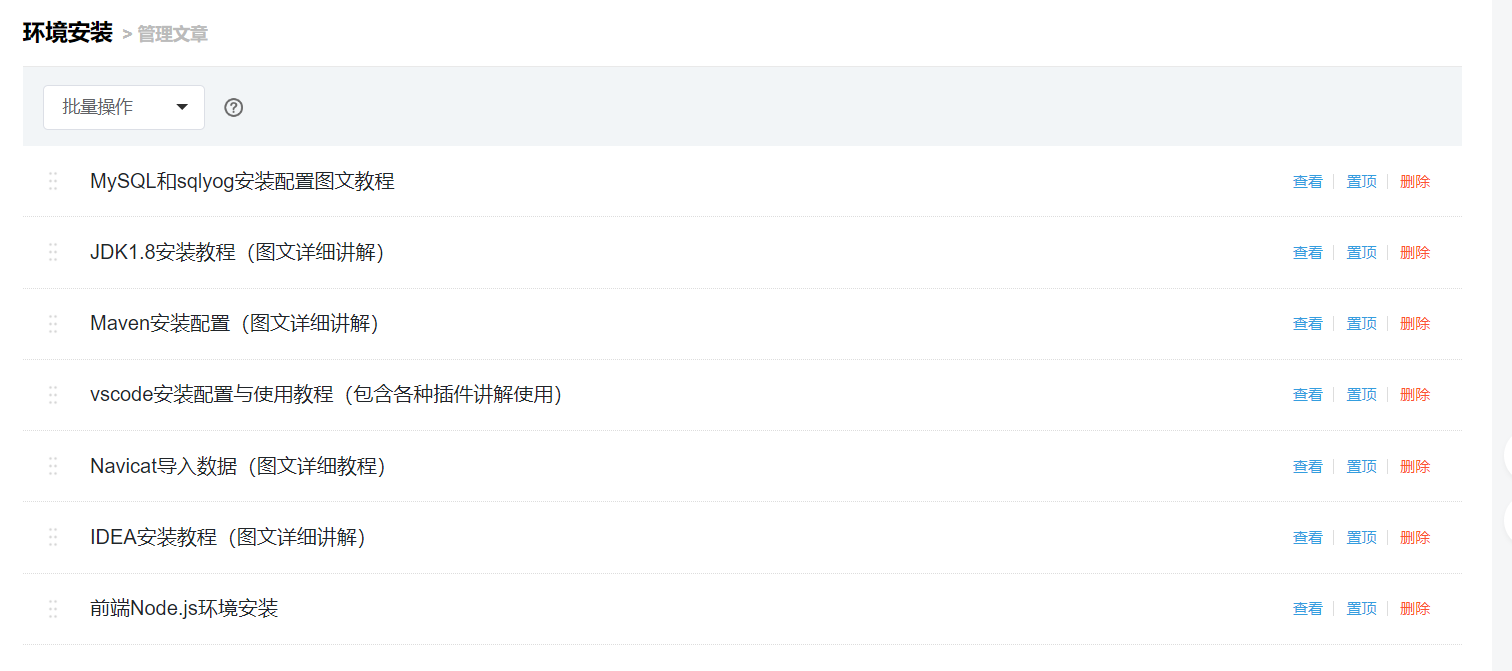 环境安装 > 管理文章
批量操作 ?
MySQL和sqlyog安装配置图文教程 查看 置顶 删除
JDK1.8安装教程（图文详细讲解） 查看 置顶 删除
Maven安装配置（图文详细讲解） 查看 置顶 删除
vscode安装配置与使用教程（包含各种插件讲解使用） 查看 置顶 删除
Navicat导入数据（图文详细教程） 查看 置顶 删除
IDEA安装教程（图文详细讲解） 查看 置顶 删除
前端Node.js环境安装 查看 置顶 删除